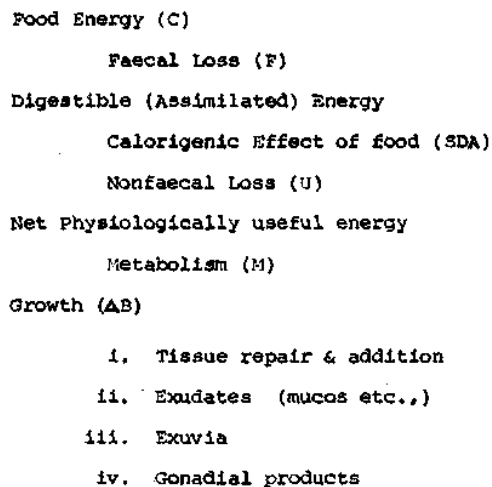 Food Energy (C)
Faecal Loss (F)
Digestible (Assimilated) Energy
Calorigenic Effect of food (SDA)
Nonfaecal Loss (U)
Net Physiologically useful energy
Metabolism (M)
Growth (ΔB)
i. Tissue repair & addition
ii. Exudates (mucos etc.,)
iii. Exuvia
iv. Gonadial products